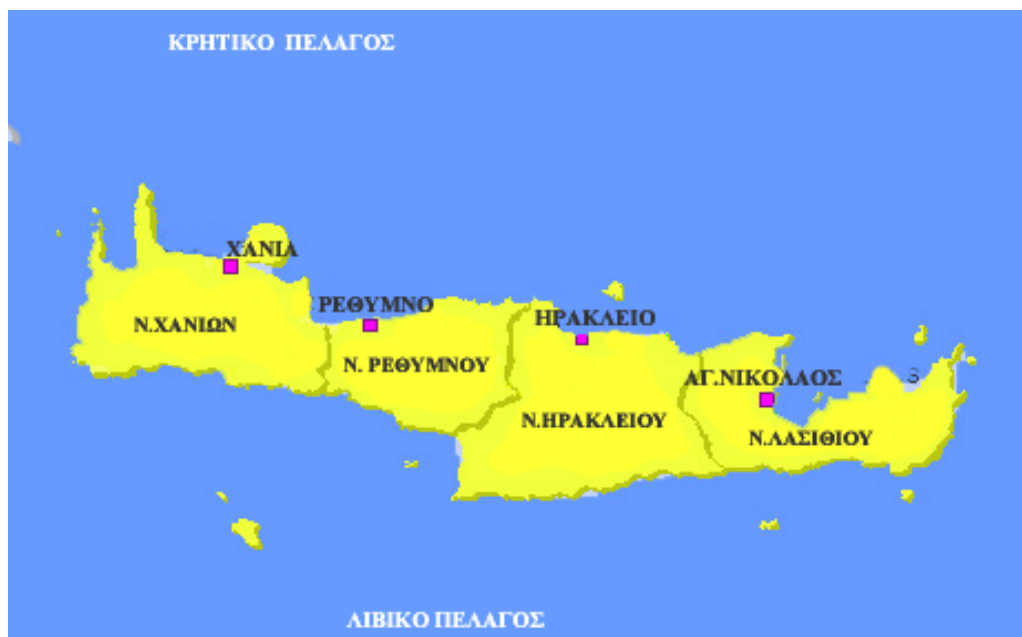 ΚΡΗΤΙΚΟ ΠΕΛΑΓΟΣ
ΧΑΝΙΑ
ΡΕΘΥΜΝΟ
ΗΡΑΚΛΕΙΟ
Ν.ΧΑΝΙΩΝ
Ν. ΡΕΘΥΜΝΟΥ
ΑΓ.ΝΙΚΟΛΑΟΣ
Ν.ΗΡΑΚΛΕΙΟΥ
Ν.ΛΑΣΙΘΙΟΥ
ΛΙΒΙΚΟ ΠΕΛΑΓΟΣ